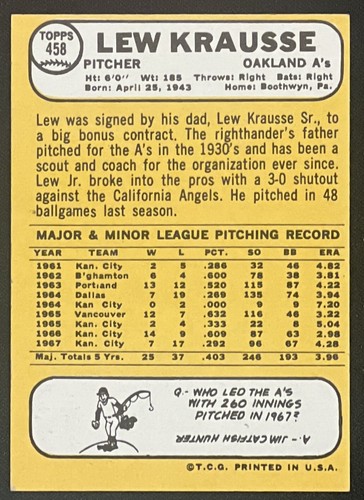 TOPPS
458
LEW KRAUSSE
PITCHER OAKLAND A's
Ht: 6'0" Wt: 185 Throws: Right Bats: Right
Born: April 25, 1943 Home: Boothwyn, Pa.
Lew was signed by his dad, Lew Krausse Sr., to
a big bonus contract. The righthander's father
pitched for the A's in the 1930's and has been a
scout and coach for the organization ever since.
Lew Jr. broke into the pros with a 3-0 shutout
against the California Angels. He pitched in 48
ballgames last season.
MAJOR & MINOR LEAGUE PITCHING RECORD
YEAR TEAM W L PCT. SO BB ERA
1961 Kan. City 2 5 .286 32 46 4.82
1962 B'ghamton 6 4 .600 78 38 3.81
1963 Portland 13 12 .520 115 87 4.22
1964 Dallas 7 19 .269 135 74 3.94
1964 Kan. City 0 2 .000 9 9 7.20
1965 Vancouver 12 7 .632 116 48 3.22
1965 Kan. City 2 4 .333 22 8 5.04
1966 Kan. City 14 9 .609 87 63 2.98
1967 Kan. City 7 17 .292 96 67 4.28
Maj. Totals 5 Yrs. 25 37 .403 246 193 3.96
Q.- WHO LED THE A'S
WITH 260 INNINGS
PITCHED IN 1967?
A.- JIM CATFISH HUNTER
©T.C.G. PRINTED IN U.S.A.